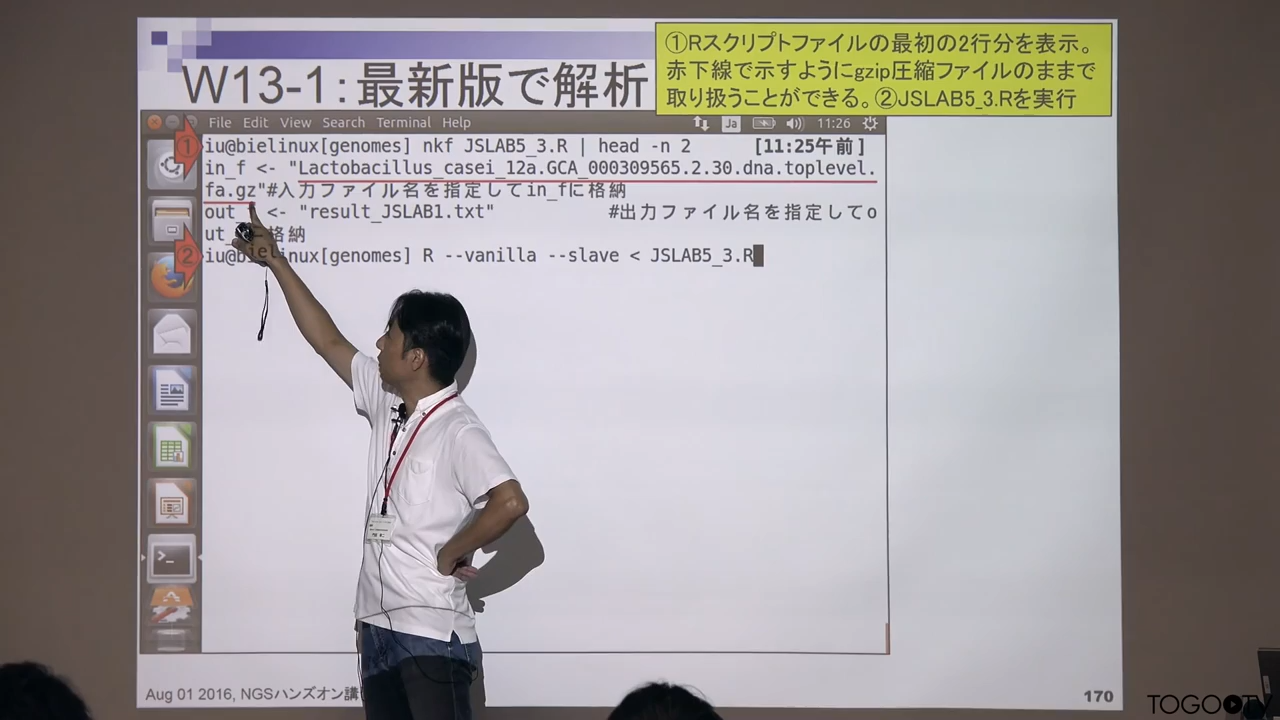 W13-1:最新版で解析
①Rスクリプトファイルの最初の2行分を表示。
赤下線で示すようにgzip圧縮ファイルのままで
取り扱うことができる。②JSLAB5_3.Rを実行
File Edit View Search Terminal Help
Ja
11:26
①
iu@bielinux[genomes] nkf JSLAB5_3.R | head -n 2 [11:25午前]
in_f <- "Lactobacillus_casei_12a.GCA_000309565.2.30.dna.toplevel.
fa.gz"#入力ファイル名を指定してin_fに格納
out_ <- "result_JSLAB1.txt" #出力ファイル名を指定してo
ut_ 格納
②
iu@bielinux[genomes] R --vanilla --slave < JSLAB5_3.R
Aug 01 2016, NGSハンズオン講
170
TOGOTV